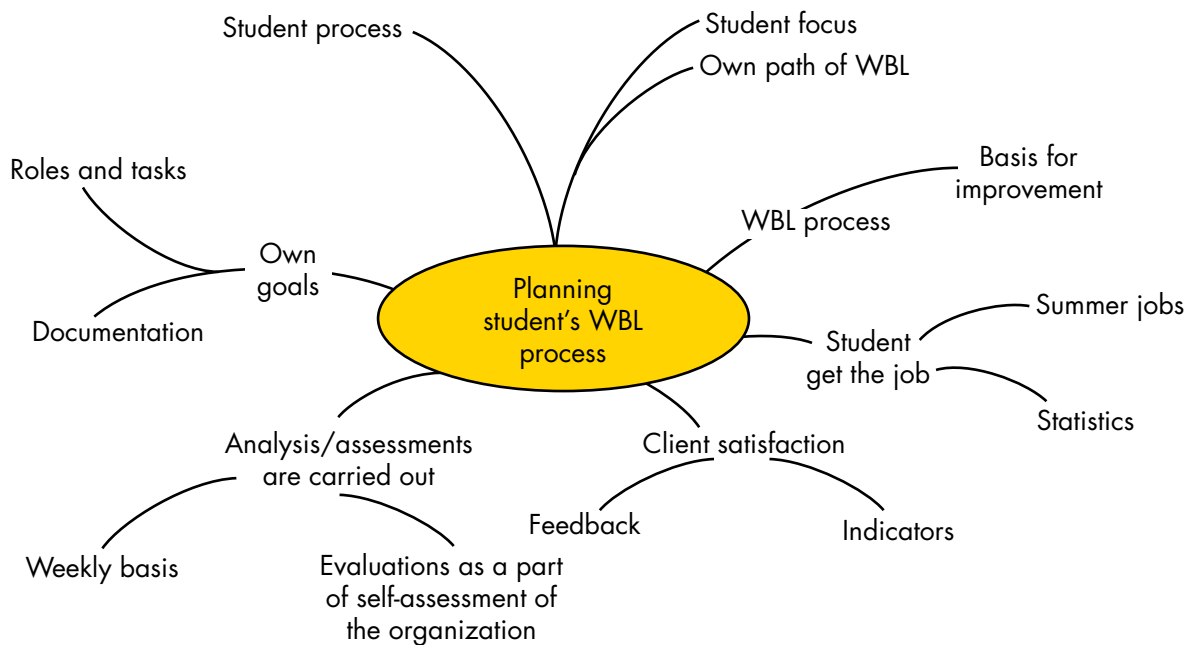 Student process
Student focus
Own path of WBL
Roles and tasks
Basis for
improvement
WBL process
Own
goals
Planning
student's WBL
process
Documentation
Summer jobs
Student
get the job
Statistics
Analysis/assessments
are carried out
Client satisfaction
Feedback
Indicators
Weekly basis
Evaluations as a part
of self-assessment of
the organization